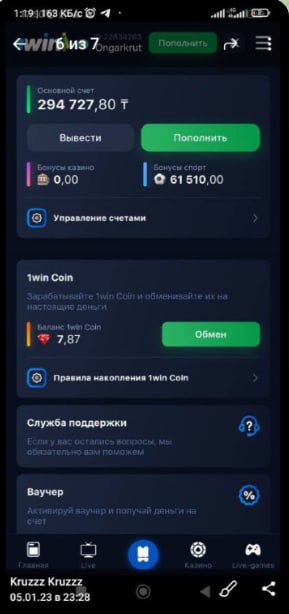 1:19 163 КБ/с
6 из 7
22834283
Ongarkrut
Пополнить
Основной счет
294 727,80 ₸
Вывести
Пополнить
Бонусы казино
0,00
Бонусы спорт
61 510,00
Управление счетами
1win Coin
Зарабатывайте 1win Coin и обменивайте их на
настоящие деньги
Баланс 1win Coin
7,87
Обмен
Правила накопления 1win Coin
Служба поддержки
Если у вас остались вопросы, мы
обязательно вам поможем
Ваучер
Активируй ваучер и получай деньги на
счет
Главная
Live
Казино
Live-games
Kruzzz Kruzzz
05.01.23 в 23:28